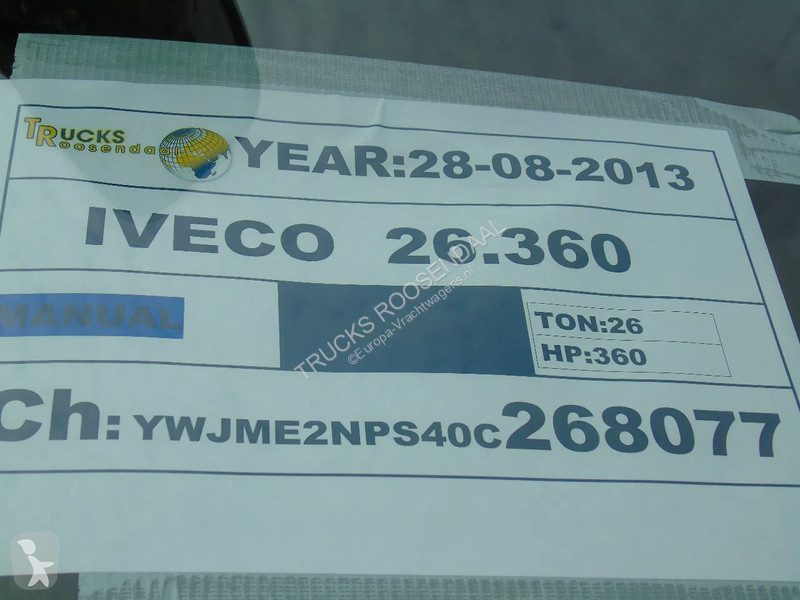 TRUCKS
Roosendaal
YEAR:28-08-2013
IVECO 26.360
MANUAL
TON:26
HP:360
Ch: YWJME2NPS40C268077
TRUCKS ROOSENDAAL
©Europa-Vrachtwagens.nl